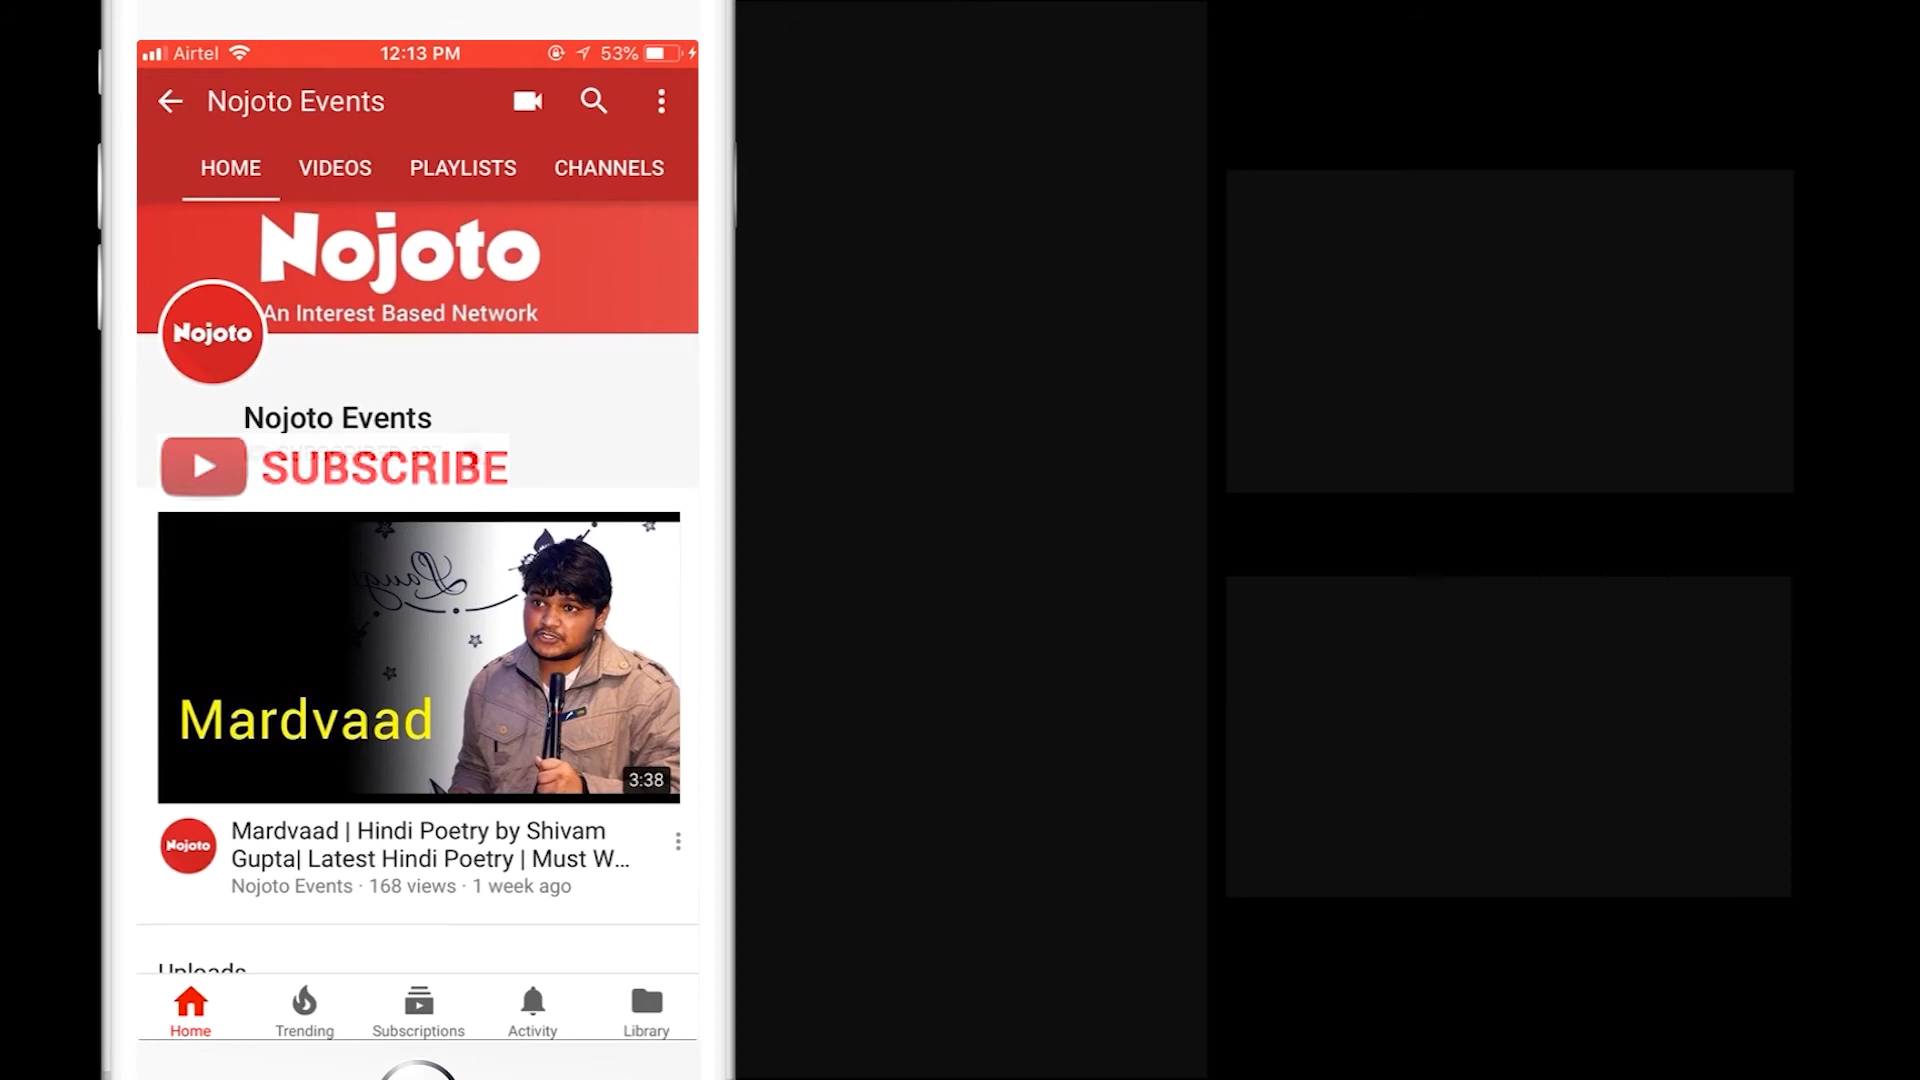 Airtel 12:13 PM 53%
Nojoto Events
HOME VIDEOS PLAYLISTS CHANNELS
Nojoto
An Interest Based Network
Nojoto
Nojoto Events
SUBSCRIBE
Mardvaad
3:38
Nojoto
Mardvaad | Hindi Poetry by Shivam
Gupta| Latest Hindi Poetry | Must W...
Nojoto Events · 168 views · 1 week ago
Uploads
Home Trending Subscriptions Activity Library